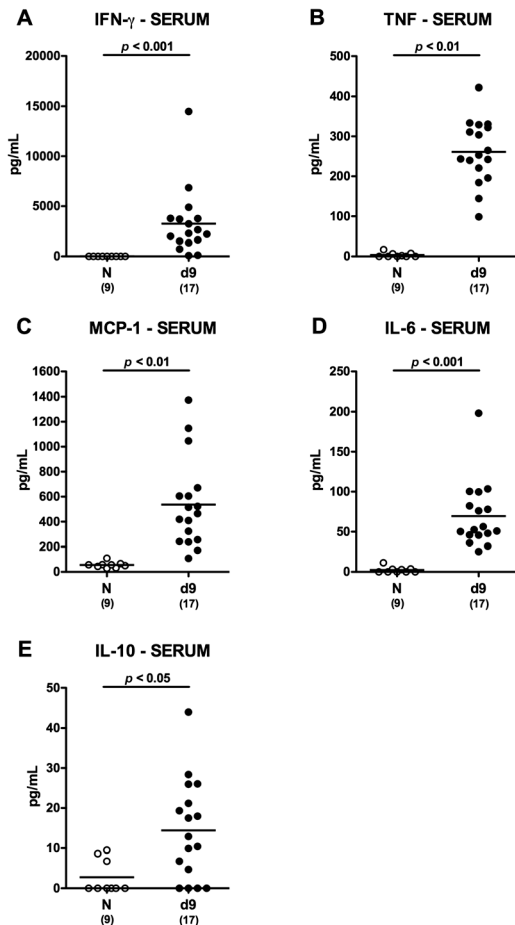 A
IFN-γ - SERUM
p < 0.001
20000
15000
10000
5000
0
pg/mL
N
d9
(9)
(17)
B
TNF - SERUM
p < 0.01
500
400
300
200
100
0
pg/mL
N
d9
(9)
(17)
C
MCP-1 - SERUM
p < 0.01
1600
1400
1200
1000
800
600
400
200
0
pg/mL
N
d9
(9)
(17)
D
IL-6 - SERUM
p < 0.001
250
200
150
100
50
0
pg/mL
N
d9
(9)
(17)
E
IL-10 - SERUM
p < 0.05
50
40
30
20
10
0
pg/mL
N
d9
(9)
(17)